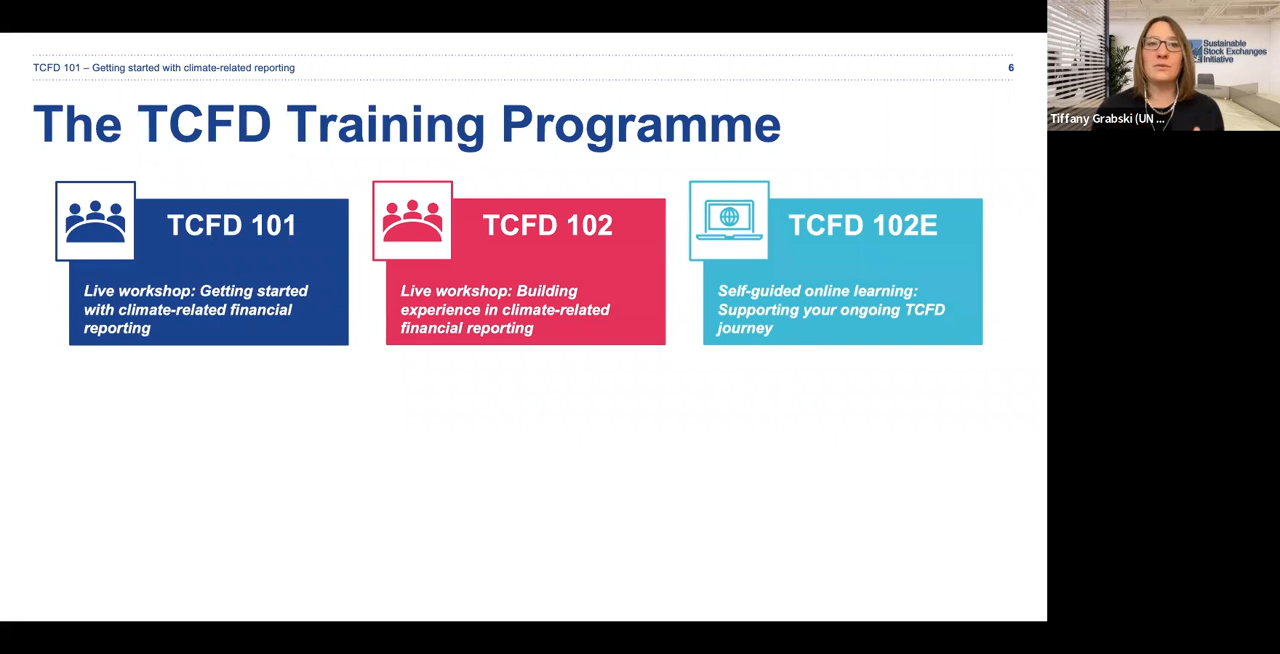 TCFD 101 – Getting started with climate-related reporting
6
The TCFD Training Programme
TCFD 101
Live workshop: Getting started
with climate-related financial
reporting
TCFD 102
Live workshop: Building
experience in climate-related
financial reporting
TCFD 102E
Self-guided online learning:
Supporting your ongoing TCFD
journey
Sustainable
Stock Exchanges
Initiative
Tiffany Grabski (UN ...